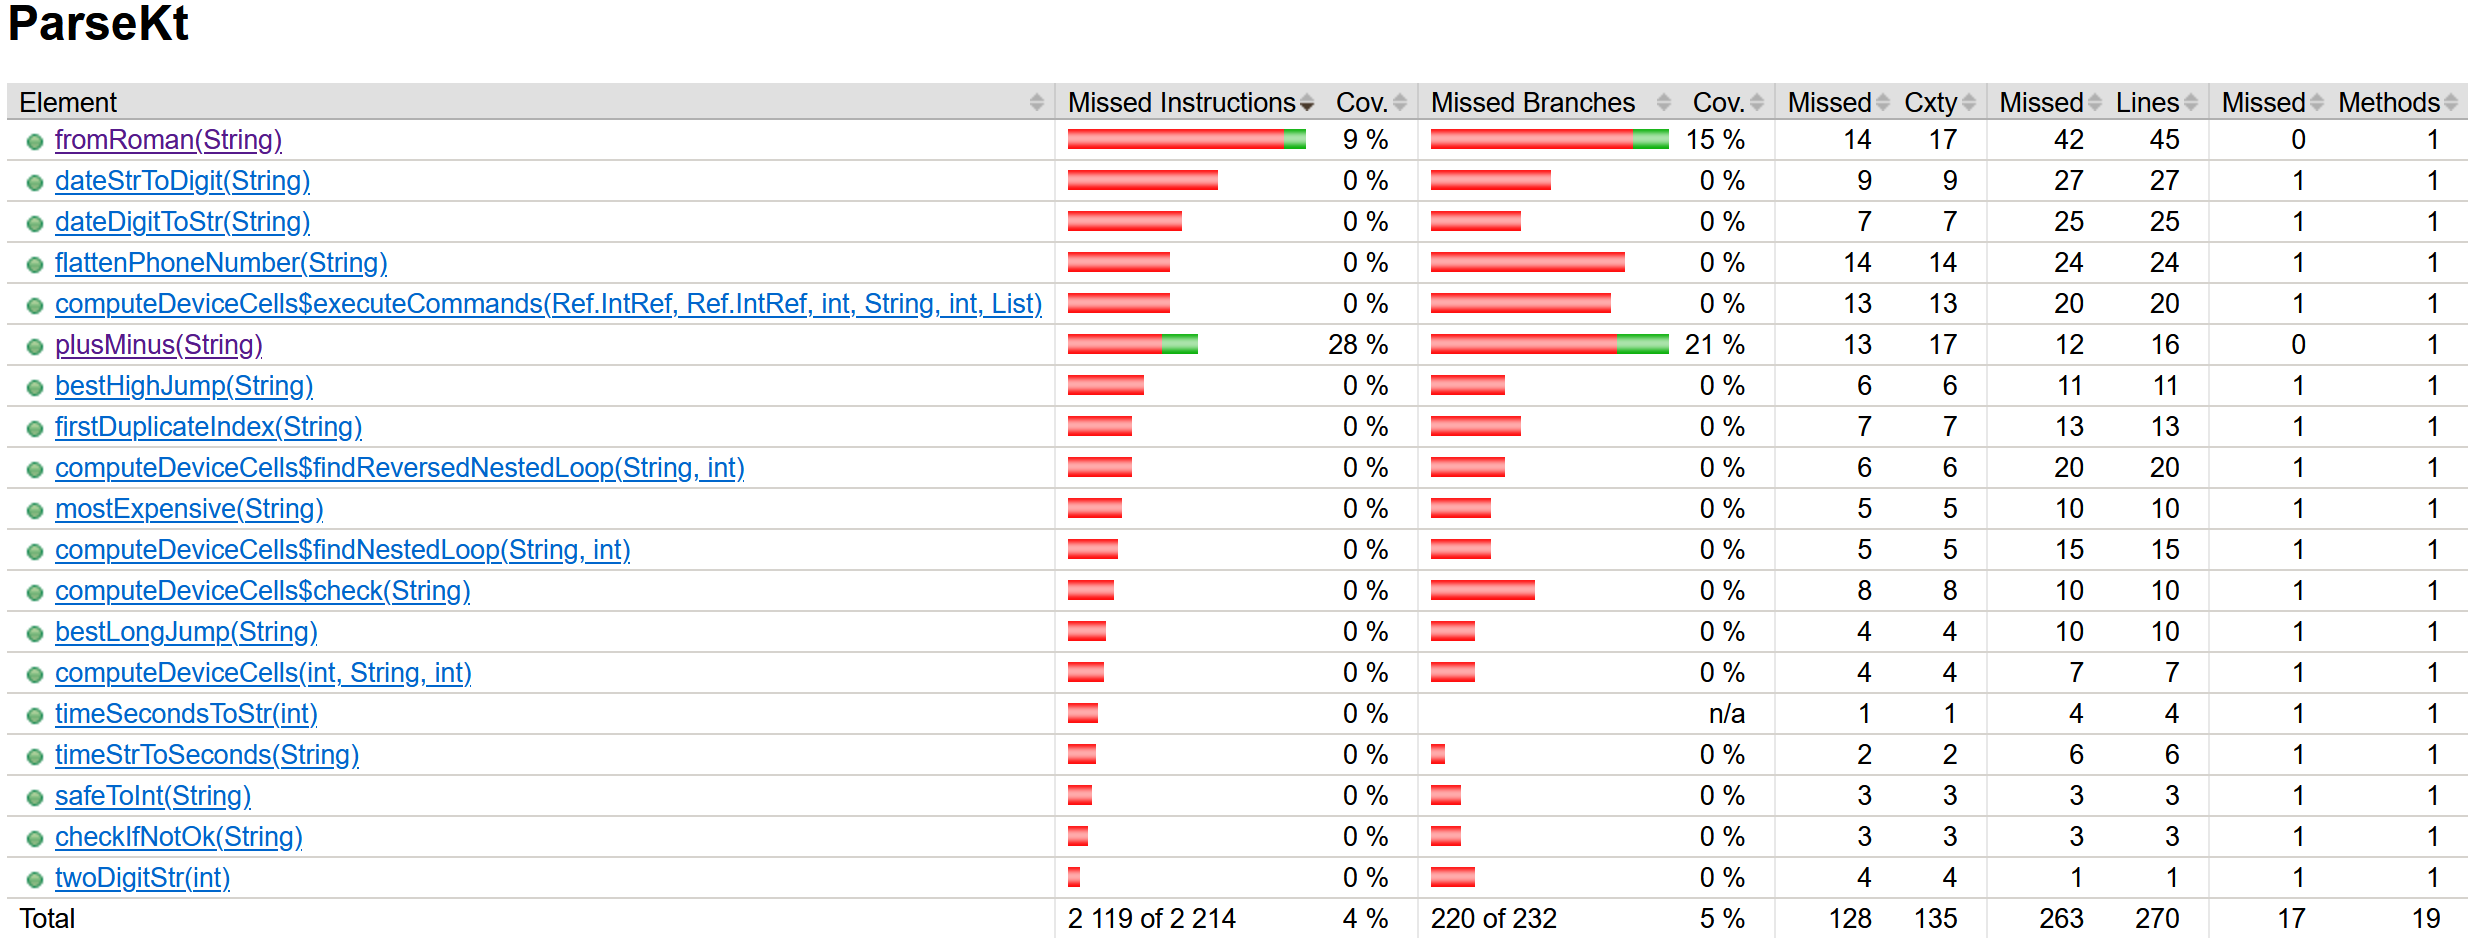 ParseKt
Element Missed Instructions Cov. Missed Branches Cov. Missed Cxty Missed Lines Missed Methods
fromRoman(String) 9 % 15 % 14 17 42 45 0 1
dateStrToDigit(String) 0 % 0 % 9 9 27 27 1 1
dateDigitToStr(String) 0 % 0 % 7 7 25 25 1 1
flattenPhoneNumber(String) 0 % 0 % 14 14 24 24 1 1
computeDeviceCells$executeCommands(Ref.IntRef, Ref.IntRef, int, String, int, List) 0 % 0 % 13 13 20 20 1 1
plusMinus(String) 28 % 21 % 13 17 12 16 0 1
bestHighJump(String) 0 % 0 % 6 6 11 11 1 1
firstDuplicateIndex(String) 0 % 0 % 7 7 13 13 1 1
computeDeviceCells$findReversedNestedLoop(String, int) 0 % 0 % 6 6 20 20 1 1
mostExpensive(String) 0 % 0 % 5 5 10 10 1 1
computeDeviceCells$findNestedLoop(String, int) 0 % 0 % 5 5 15 15 1 1
computeDeviceCells$check(String) 0 % 0 % 8 8 10 10 1 1
bestLongJump(String) 0 % 0 % 4 4 10 10 1 1
computeDeviceCells(int, String, int) 0 % 0 % 4 4 7 7 1 1
timeSecondsToStr(int) 0 % n/a 1 1 4 4 1 1
timeStrToSeconds(String) 0 % 0 % 2 2 6 6 1 1
safeToInt(String) 0 % 0 % 3 3 3 3 1 1
checkIfNotOk(String) 0 % 0 % 3 3 3 3 1 1
twoDigitStr(int) 0 % 0 % 4 4 1 1 1 1
Total 2 119 of 2 214 4 % 220 of 232 5 % 128 135 263 270 17 19